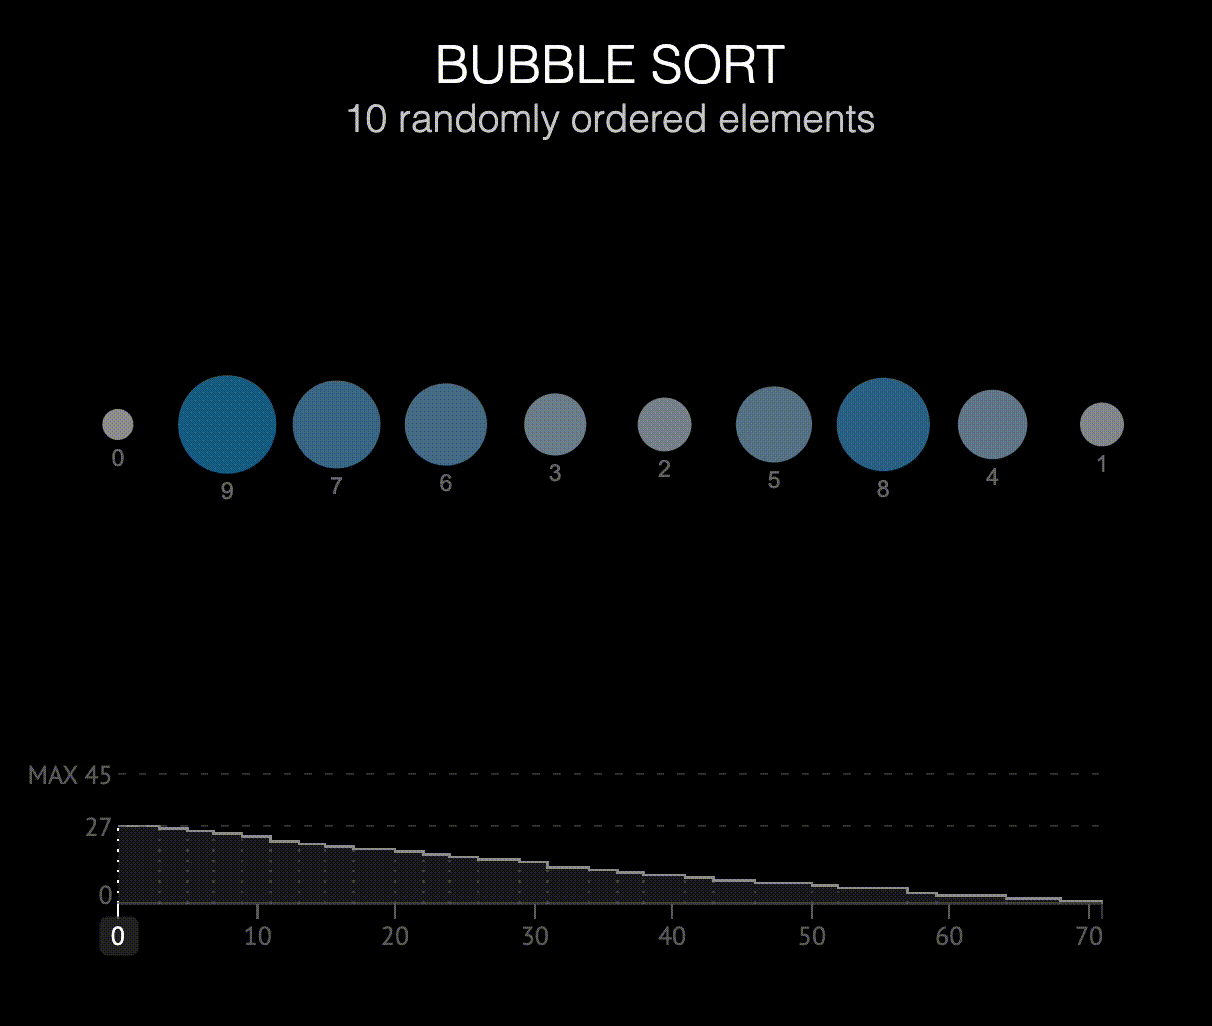 BUBBLE SORT
10 randomly ordered elements
0 9 7 6 3 2 5 8 4 1
MAX 45
27
0
0 10 20 30 40 50 60 70